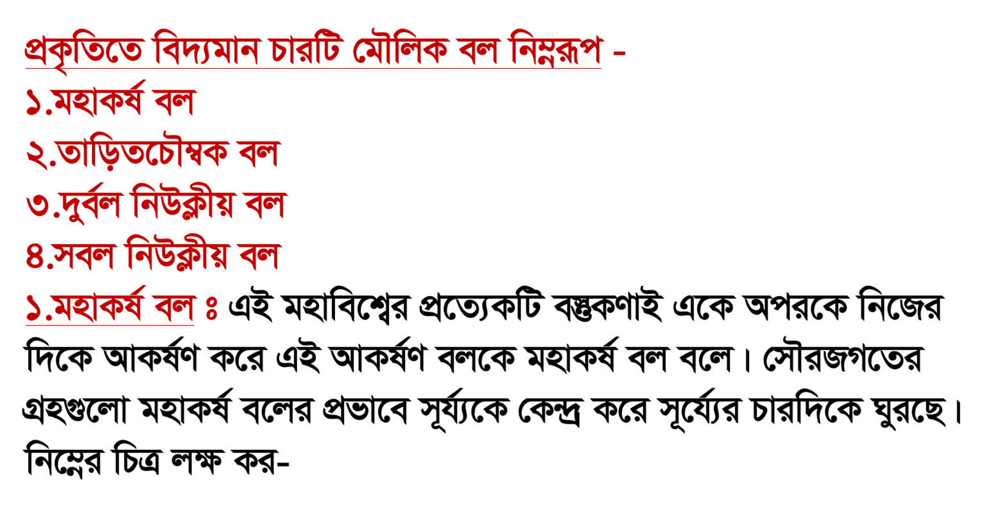 প্রকৃতিতে বিদ্যমান চারটি মৌলিক বল নিম্নরূপ -
১.মহাকর্ষ বল
২.তাড়িতচৌম্বক বল
৩.দুর্বল নিউক্লীয় বল
৪.সবল নিউক্লীয় বল
১.মহাকর্ষ বল ঃ এই মহাবিশ্বের প্রত্যেকটি বস্তুকণাই একে অপরকে নিজের
দিকে আকর্ষণ করে এই আকর্ষণ বলকে মহাকর্ষ বল বলে। সৌরজগতের
গ্রহগুলো মহাকর্ষ বলের প্রভাবে সূর্য্যকে কেন্দ্র করে সূর্য্যের চারদিকে ঘুরছে।
নিম্নের চিত্র লক্ষ কর-